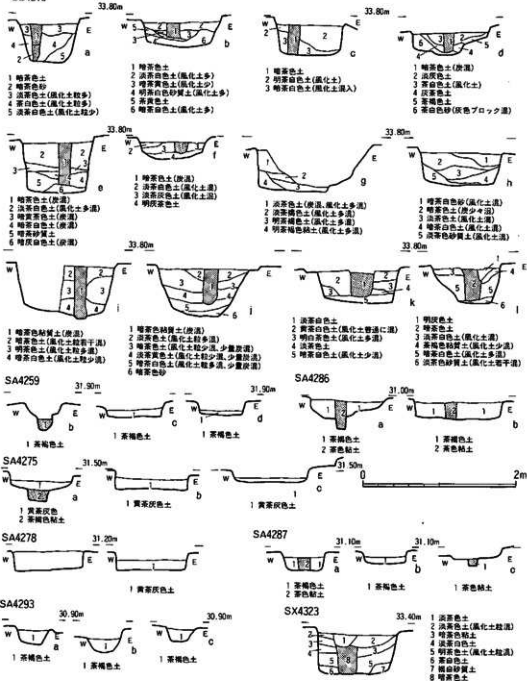 33.80m
33.80m
W E
a
1 暗茶色土
2 暗茶色砂
3 淡茶色土(風化土粒多)
4 茶白色土(風化土粒多)
5 淡茶白色土(風化土粒少)
W E
b
1 暗茶色土
2 淡茶白色土(風化土多)
3 暗茶黄色土(風化土少)
4 明茶白色砂質土(風化土多)
5 茶黄色土
6 暗茶白色土(風化土多)
W E
c
1 暗茶色土
2 明茶白色土(風化土)
3 暗茶白色土(風化土混入)
W E
d
1 暗茶色土(炭混)
2 淡灰色土
3 茶白色土(風化土)
4 灰茶色土
5 茶褐色土
6 茶白色砂(灰色ブロック混)
33.80m
33.80m
W E
e
1 暗茶色土(炭混)
2 淡茶白色土(風化土多混)
3 暗茶黄色土(炭混)
4 暗茶白色土(炭混)
5 暗茶砂質土
6 暗灰白色土(炭混)
W E
f
1 暗茶色土(炭混)
2 淡茶白色土(風化土混)
3 淡茶灰色土(風化土混)
4 明灰茶色土
W E
g
1 淡茶色土(炭混、風化土多混)
2 淡茶褐色土(風化土多混)
3 明茶褐色土(風化土多混)
4 明茶褐色粘土(風化土混)
W E
h
1 暗茶白色砂(風化土混)
2 暗茶色土(炭少々混)
3 淡茶色土(風化土混)
4 暗茶白色土(風化土混)
5 淡茶色砂質土(風化土混)
33.80m
33.80m
W E
i
1 暗茶色粘質土(炭混)
2 暗茶色土(風化土粒若干混)
3 明茶色土(風化土粒多混)
4 暗茶白色土(風化土粒少混)
W E
j
1 暗茶色粘質土(炭混)
2 淡茶色土(風化土粒多混)
3 暗茶色土(風化土粒少混、少量炭混)
4 淡茶黄色土(風化土粒少混、少量炭混)
5 暗茶白色土(風化土粒多混、少量炭混)
6 暗茶色砂
W E
k
1 淡茶白色土
2 黄茶白色土(風化土普通に混)
3 明白茶色土(風化土多混)
4 淡茶色土
5 暗茶白色土(風化土少混)
W E
l
1 明灰色土
2 暗茶色土
3 淡茶白色土(風化土混)
4 茶褐色粘質土(風化土少混)
5 暗茶白色土(風化土多混)
6 淡茶色砂質土(風化土若干混)
SA4259
31.90m
31.90m
W E
b
1 茶褐色土
W E
c
1 茶褐色土
W E
d
1 茶褐色土
SA4286
31.00m
W E
a
1 茶褐色土
2 茶色粘土
W E
b
1 茶褐色土
2 茶色粘土
SA4275
31.50m
31.50m
W E
a
1 黄茶灰色
2 茶褐色粘土
W E
b
1 黄茶灰色土
W E
c
1 黄茶灰色土
0 2m
SA4278
31.20m
W E
W E
1 黄茶灰色土
SA4287
31.10m
31.10m
W E
a
1 茶褐色土
2 茶色粘土
W E
b
1 茶褐色土
W E
c
1 茶色粘土
SA4293
30.90m
30.90m
W E
a
1 茶褐色土
W E
b
1 茶褐色土
W E
c
1 茶褐色土
SX4323
33.40m
W E
1 淡茶色土
2 淡茶色土(風化土粒混)
3 暗茶色粘土
4 淡茶白色土
5 明茶色土(風化土粒混)
6 茶白色土
7 橘白砂質土
8 暗茶色土